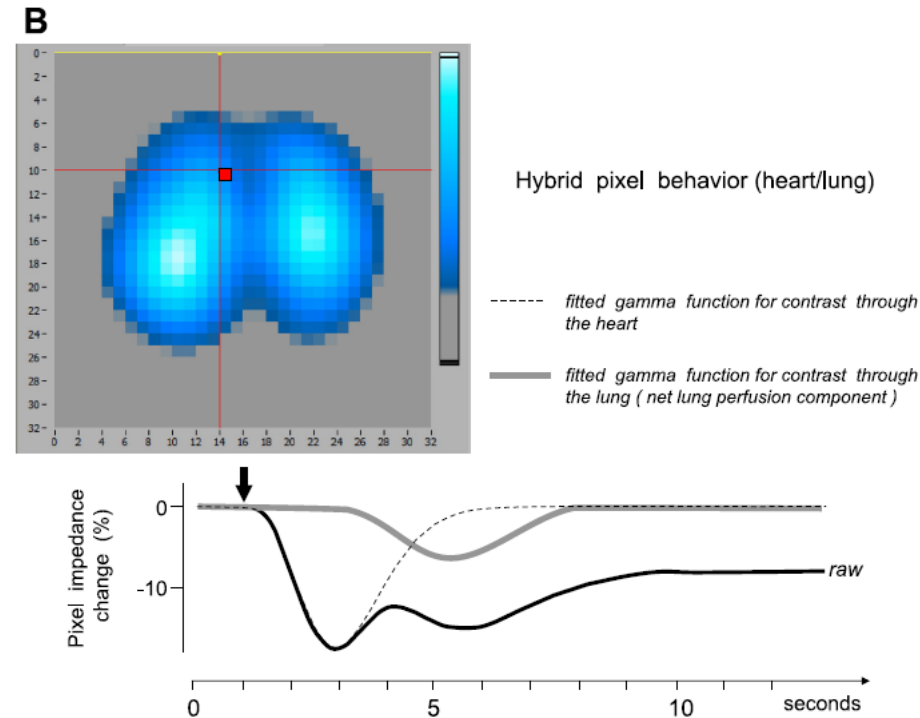 B
0
2
4
6
8
10
12
14
16
18
20
22
24
26
28
30
32
0 2 4 6 8 10 12 14 16 18 20 22 24 26 28 30 32
Hybrid pixel behavior (heart/lung)
fitted gamma function for contrast through
the heart
fitted gamma function for contrast through
the lung ( net lung perfusion component )
Pixel impedance
change (%)
0
-10
raw
0 5 10 seconds